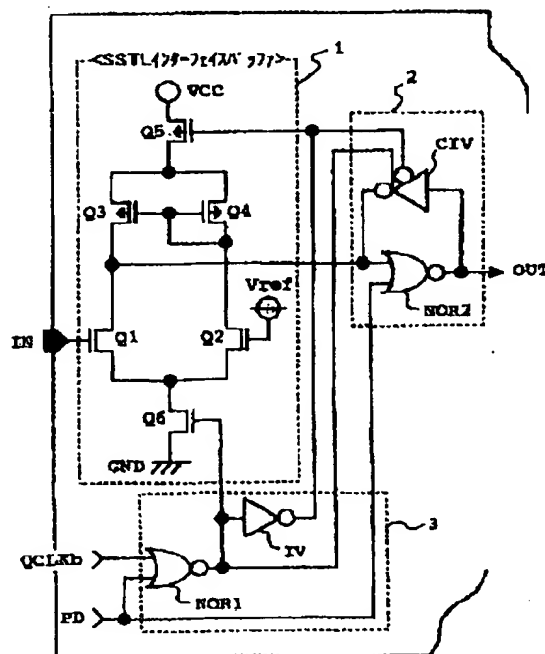 <SSTLインターフェイスバッファ>
1
VCC
2
Q5
CIV
Q3
Q4
Vref
OUT
NOR2
IN
Q1
Q2
Q6
GND
3
IV
QCLKb
NOR1
PD